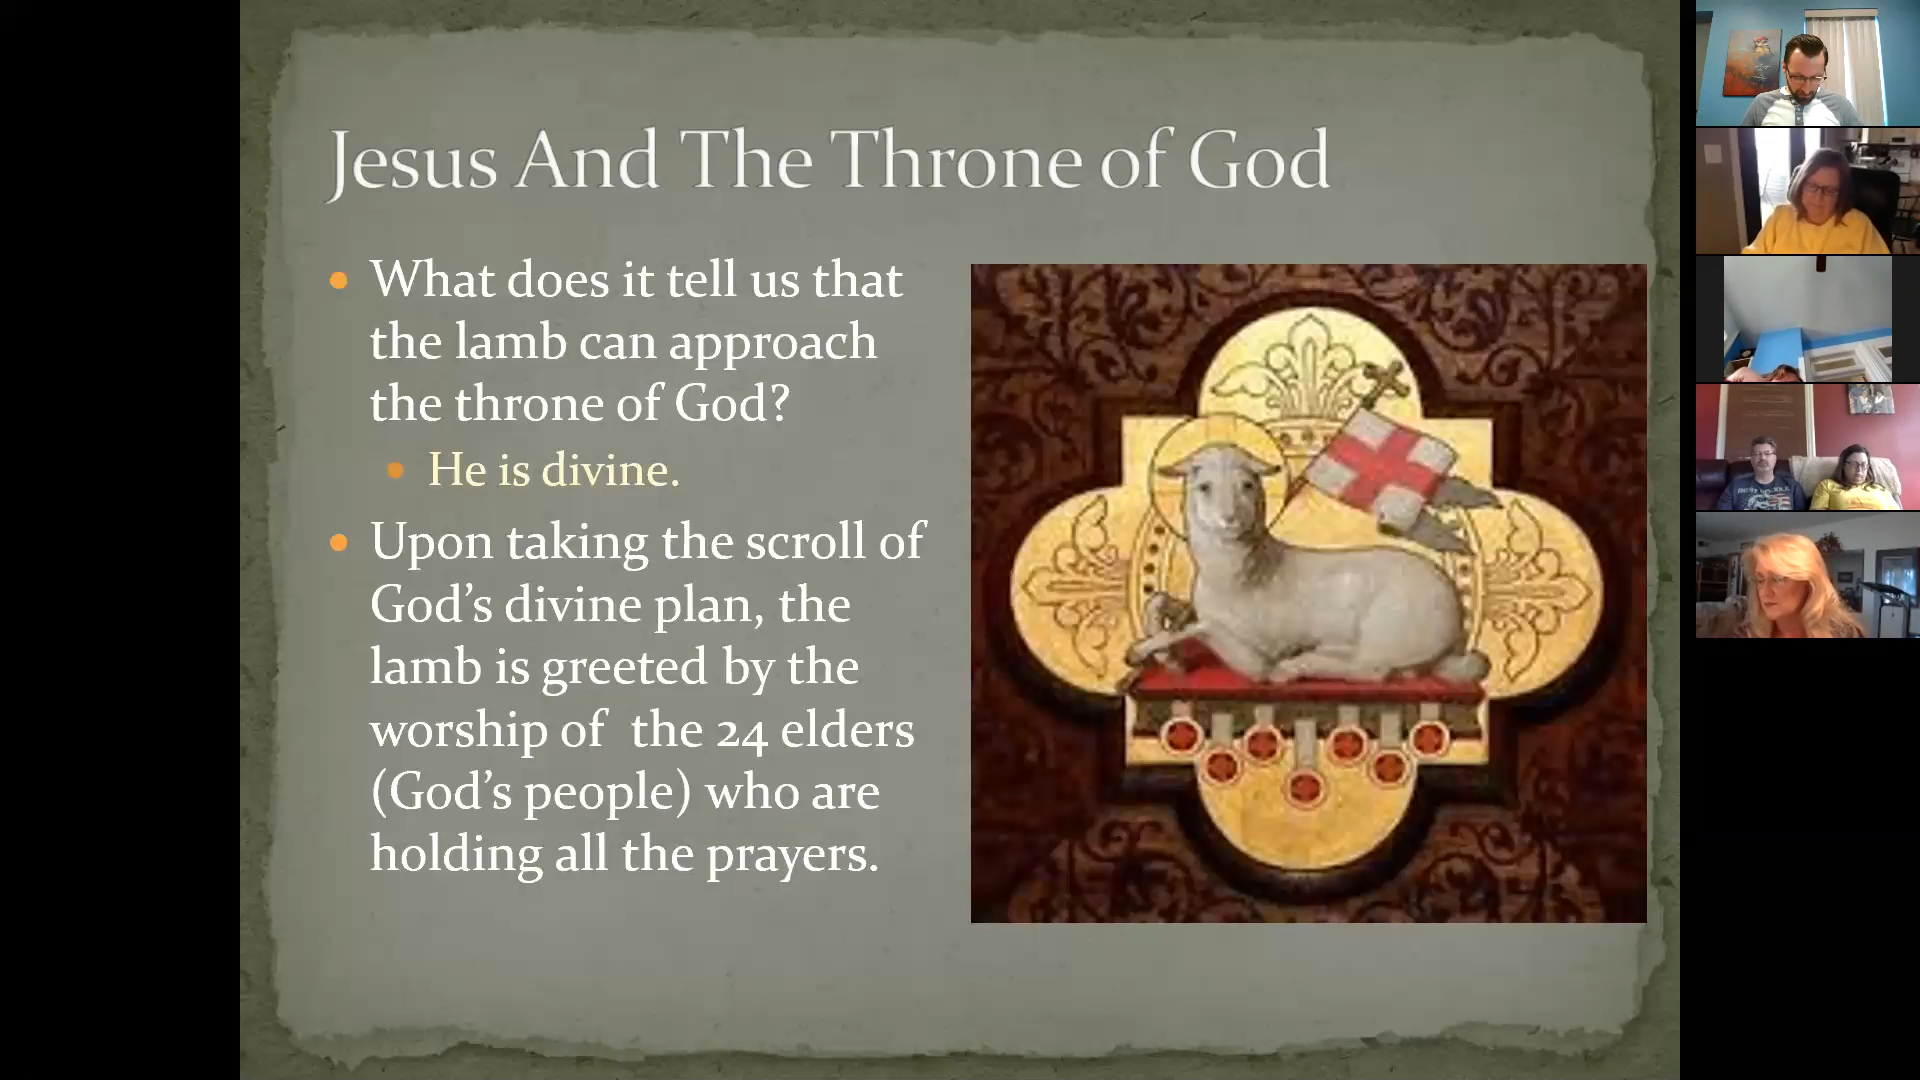 Jesus And The Throne of God
• What does it tell us that
the lamb can approach
the throne of God?
• He is divine.
• Upon taking the scroll of
God’s divine plan, the
lamb is greeted by the
worship of  the 24 elders
(God’s people) who are
holding all the prayers.